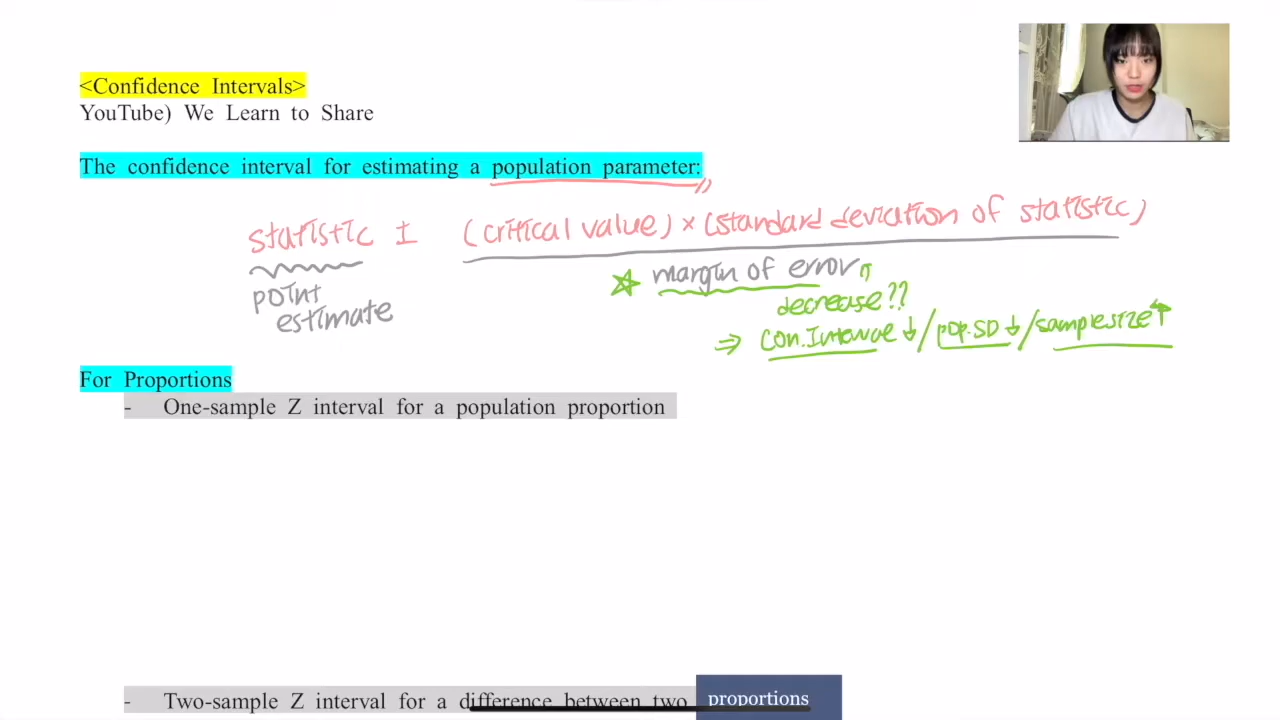 <Confidence Intervals>
YouTube) We Learn to Share
The confidence interval for estimating a population parameter:
statistic ± (critical value) × (standard deviation of statistic)
point
estimate
☆ margin of error
decrease??
⇒ con.Interval ↓ / pop.SD ↓ / sample size ↑
For Proportions
- One-sample Z interval for a population proportion
- Two-sample Z interval for a difference between two proportions